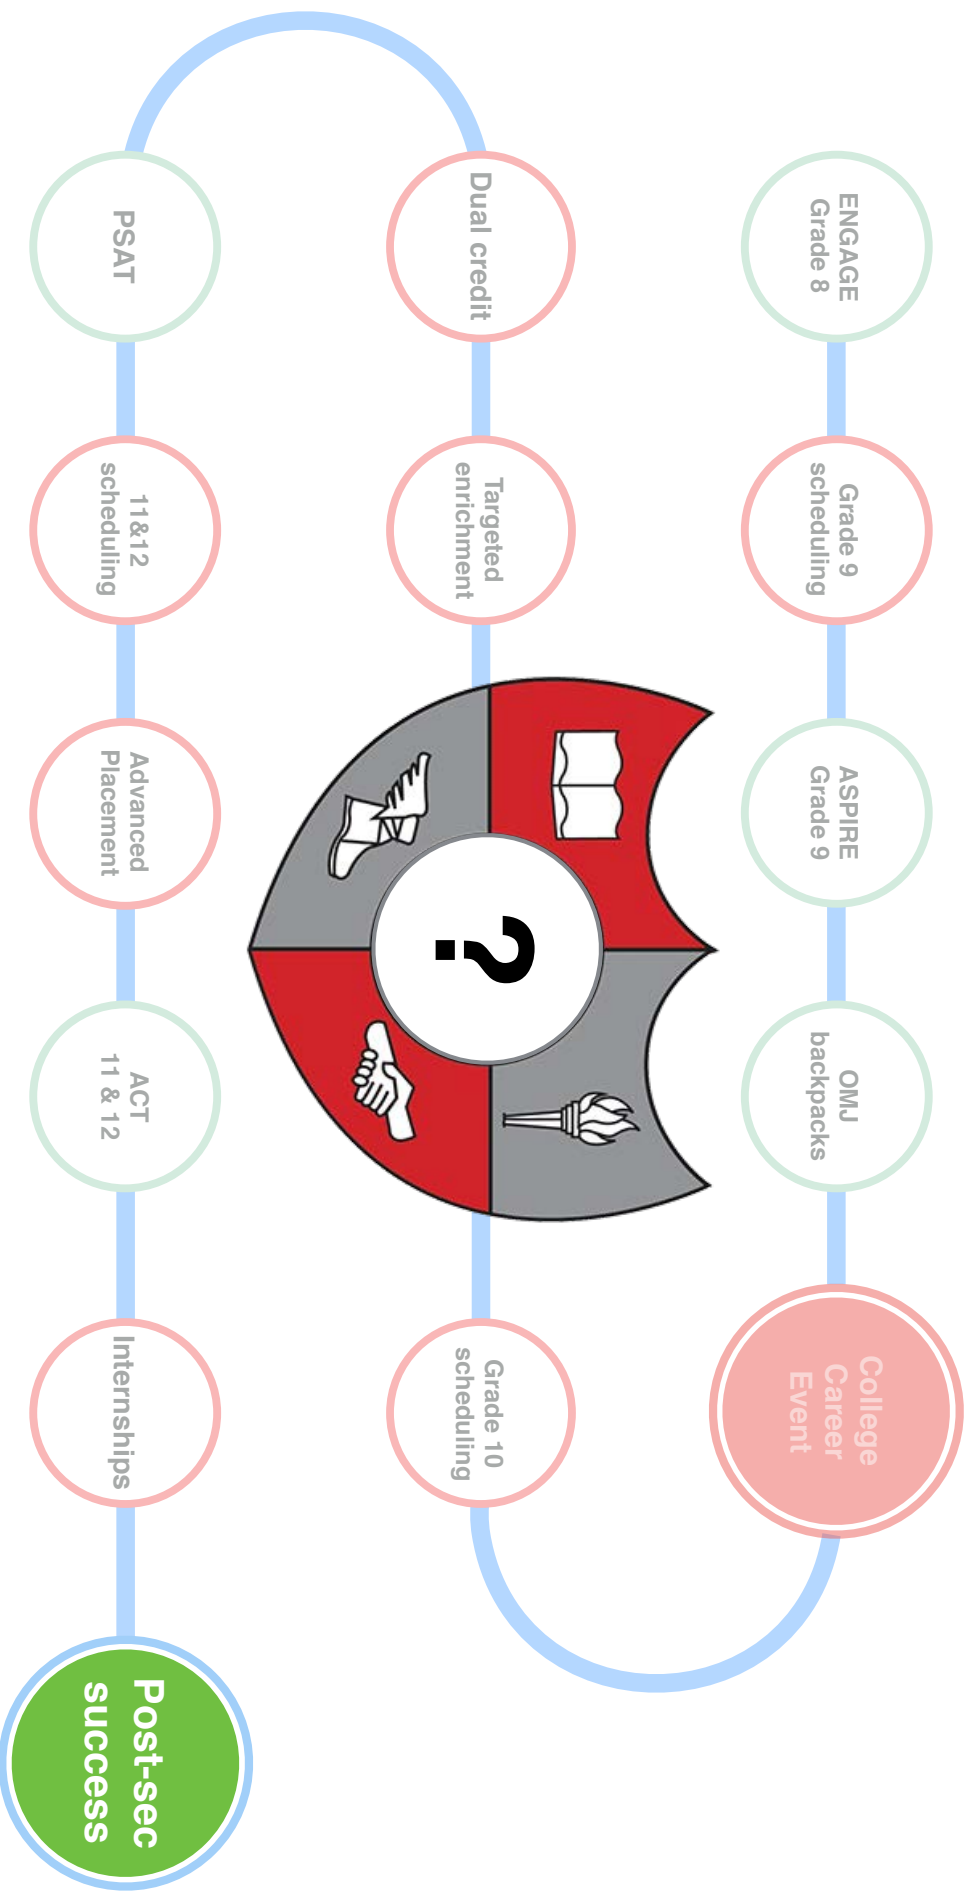 ENGAGE
Grade 8
Grade 9
scheduling
ASPIRE
Grade 9
OMJ
backpacks
College
Career
Event
Dual credit
Targeted
enrichment
?
Grade 10
scheduling
PSAT
11&12
scheduling
Advanced
Placement
ACT
11 & 12
Internships
Post-sec
success